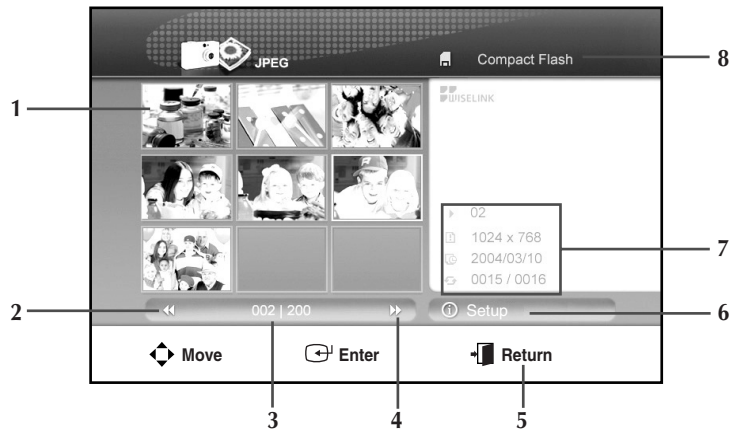 JPEG
Compact Flash
8
1
WISELINK
02
1024 x 768
2004/03/10
0015 / 0016
7
2
002 | 200
Setup
6
Move
Enter
Return
3
4
5